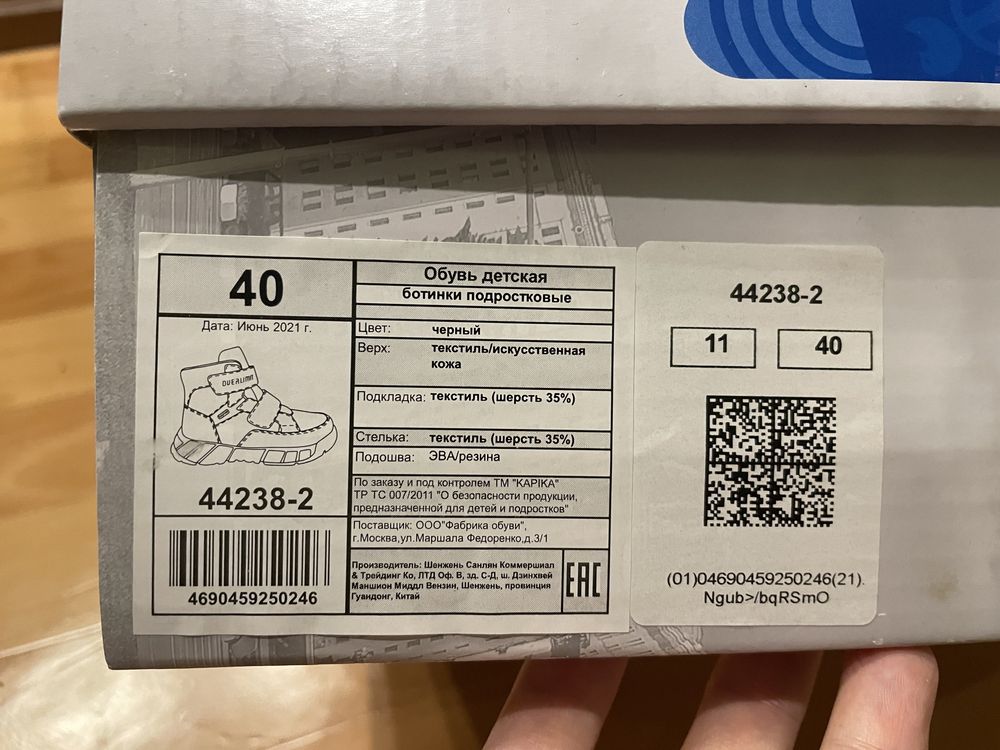 40
Дата: Июнь 2021 г.
OVERLIMIT
44238-2
4690459250246
Обувь детская
ботинки подростковые
Цвет: черный
Верх: текстиль/искусственная
кожа
Подкладка: текстиль (шерсть 35%)
Стелька: текстиль (шерсть 35%)
Подошва: ЭВА/резина
По заказу и под контролем ТМ "KAPIKA"
ТР ТС 007/2011 "О безопасности продукции,
предназначенной для детей и подростков"
Поставщик: ООО"Фабрика обуви",
г.Москва,ул.Маршала Федоренко,д.3/1
Производитель: Шенжень Санлян Коммершиал
& Трейдинг Ко, ЛТД Оф. В, зд. С-Д, ш. Дзинхвей
Маншион Миддл Вензин, Шенжень, провинция
Гуандонг, Китай
EAC
44238-2
11 40
(01)04690459250246(21).
Ngub>/bqRSmO